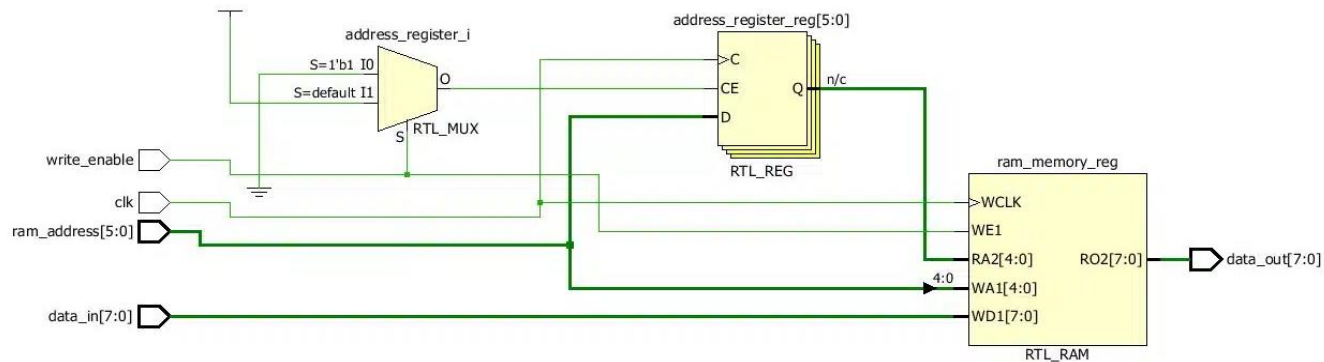 address_register_reg[5:0]
address_register_i
S=1'b1 I0
S=default I1
O
S
RTL_MUX
C
CE
D
Q
n/c
RTL_REG
write_enable
clk
ram_address[5:0]
data_in[7:0]
4:0
ram_memory_reg
WCLK
WE1
RA2[4:0]
WA1[4:0]
WD1[7:0]
RO2[7:0]
data_out[7:0]
RTL_RAM